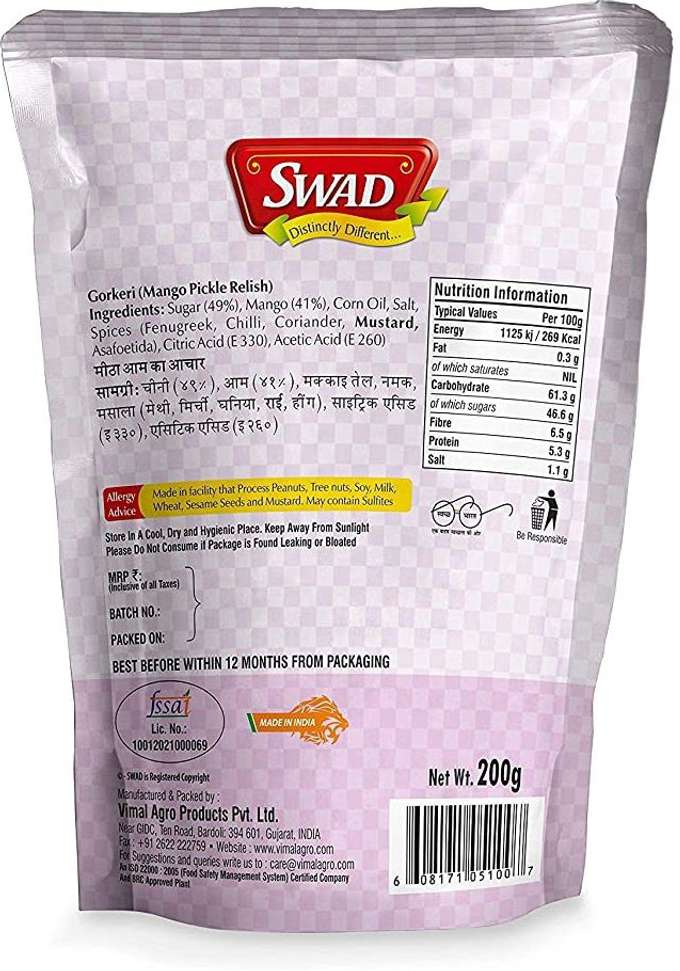 SWAD
Distinctly Different...
Gorkeri (Mango Pickle Relish)
Ingredients: Sugar (49%), Mango (41%), Corn Oil, Salt,
Spices (Fenugreek, Chilli, Coriander, Mustard,
Asafoetida), Citric Acid (E 330), Acetic Acid (E 260)
मीठा आम का आचार
सामग्री: चीनी (४९%), आम (४१%), मक्काइ तेल, नमक,
मसाला (मेथी, मिर्ची, घनिया, राई, हींग), साइट्रिक एसिड
(इ३३०), एसिटिक एसिड (इ२६०)
Nutrition Information
Typical Values Per 100g
Energy 1125 kj / 269 Kcal
Fat 0.3 g
of which saturates NIL
Carbohydrate 61.3 g
of which sugars 46.6 g
Fibre 6.5 g
Protein 5.3 g
Salt 1.1 g
Allergy
Advice
Made in facility that Process Peanuts, Tree nuts, Soy, Milk,
Wheat, Sesame Seeds and Mustard. May contain Sulfites
स्वच्छ भारत
एक कदम स्वच्छता की ओर
Be Responsible
Store In A Cool, Dry and Hygienic Place. Keep Away From Sunlight
Please Do Not Consume if Package is Found Leaking or Bloated
MRP ₹:
(Inclusive of all Taxes)
BATCH NO.:
PACKED ON:
BEST BEFORE WITHIN 12 MONTHS FROM PACKAGING
fssai
Lic. No.:
10012021000069
MADE IN INDIA
- SWAD is Registered Copyright
Net Wt. 200g
Manufactured & Packed by :
Vimal Agro Products Pvt. Ltd.
Near GIDC, Ten Road, Bardoli: 394 601, Gujarat, INDIA
Fax : +91 2622 222759 • Website : www.vimalagro.com
For Suggestions and queries write us to : care@vimalagro.com
An ISO 22000 : 2005 (Food Safety Management System) Certified Company
And BRC Approved Plant
6 08171 05100 7